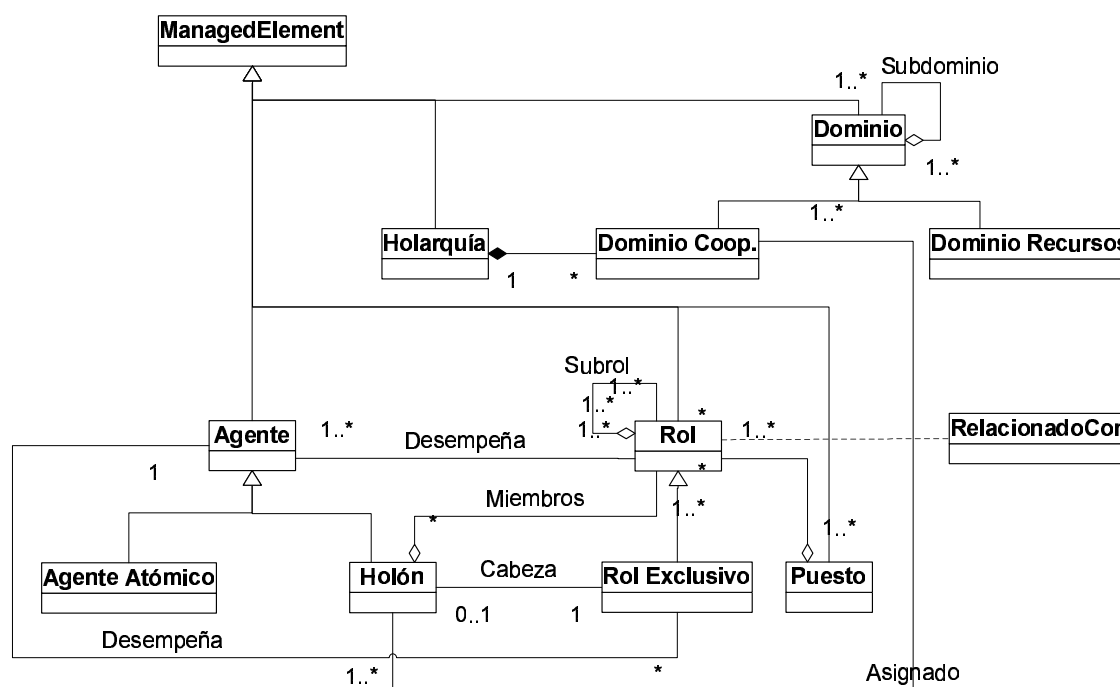 ManagedElement
Subdominio
1..*
Dominio
1..*
1..*
Holarquía
Dominio Coop.
Dominio Recursos
1
*
Subrol
1..*
1..*
*
Agente
1..*
1..*
Rol
1..*
RelacionadoCon
Desempeña
1
*
Miembros
*
1..*
1..*
Agente Atómico
Holón
Cabeza
Rol Exclusivo
Puesto
0..1
1
Desempeña
1..*
*
Asignado